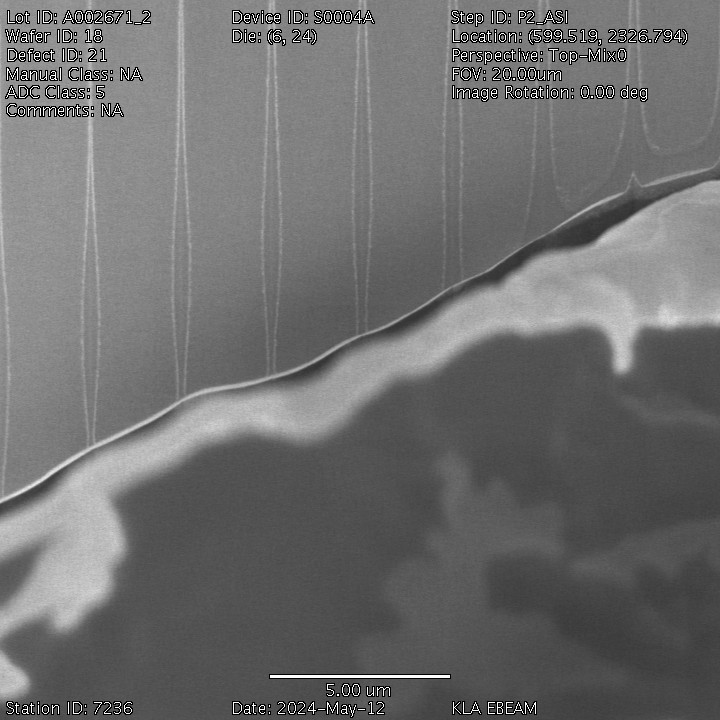 Lot ID: A002671_2 Device ID: S0004A Step ID: P2_ASI
Wafer ID: 18 Die: (6, 24) Location: (599.519, 2326.794)
Defect ID: 21 Perspective: Top-Mix0
Manual Class: NA FOV: 20.00um
ADC Class: 5 Image Rotation: 0.00 deg
Comments: NA
5.00 um
Station ID: 7236 Date: 2024-May-12 KLA EBEAM